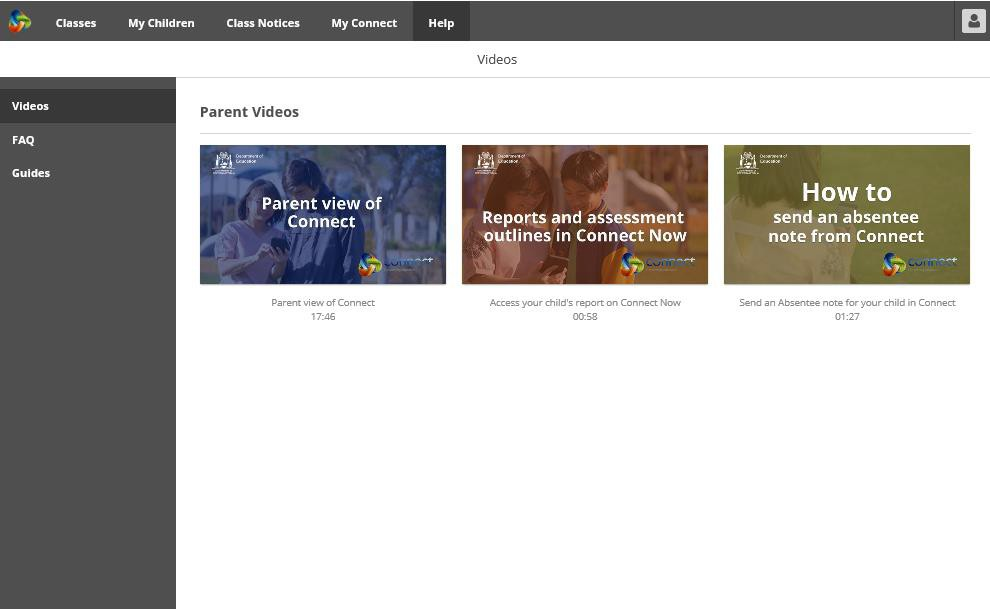 Classes My Children Class Notices My Connect Help
Videos
Videos
FAQ
Guides
Parent Videos
Department of
Education
Parent view of
Connect
connect
Parent view of Connect
17:46
Department of
Education
Reports and assessment
outlines in Connect Now
connect
Access your child's report on Connect Now
00:58
Department of
Education
How to
send an absentee
note from Connect
connect
Send an Absentee note for your child in Connect
01:27